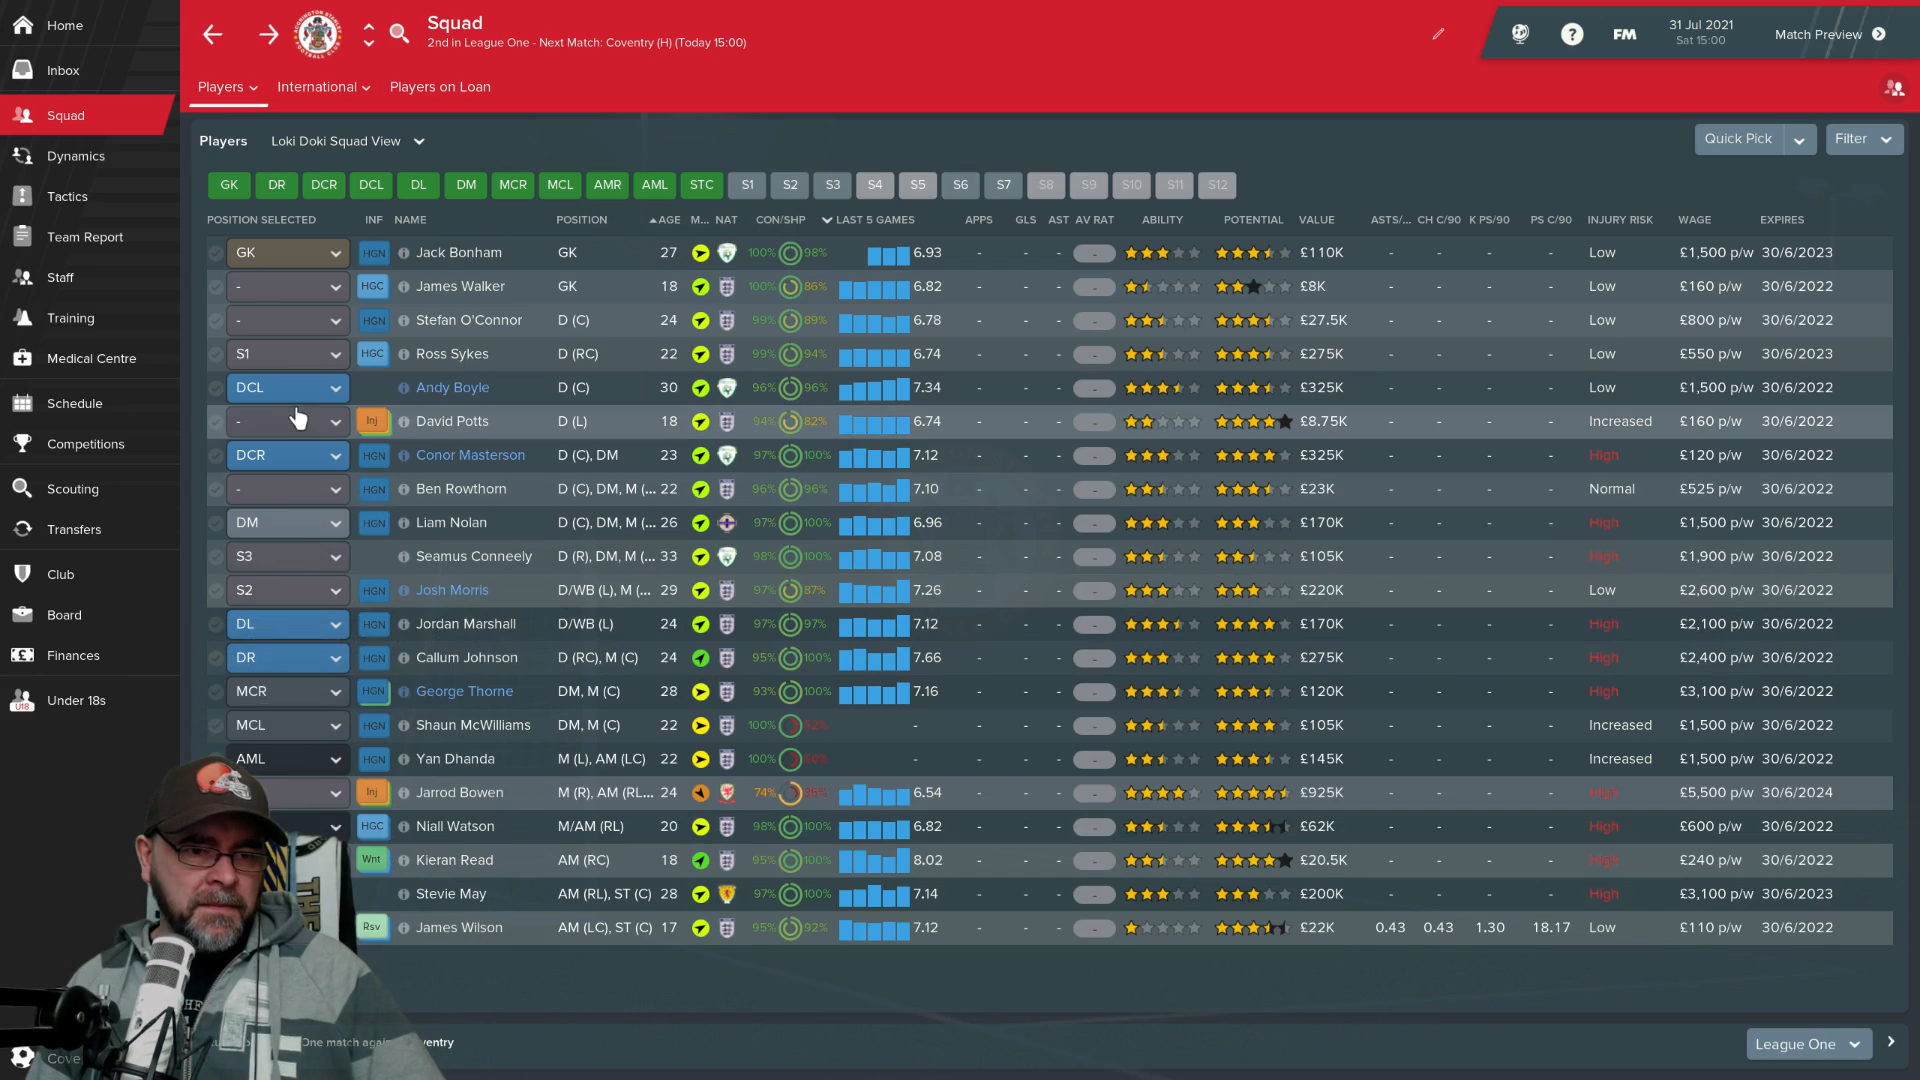 Home
Inbox
Squad
Dynamics
Tactics
Team Report
Staff
Training
Medical Centre
Schedule
Competitions
Scouting
Transfers
Club
Board
Finances
Under 18s
Squad
2nd in League One - Next Match: Coventry (H) (Today 15:00)
FM
31 Jul 2021
Sat 15:00
Match Preview
Players International Players on Loan
Players Loki Doki Squad View Quick Pick Filter
GK DR DCR DCL DL DM MCR MCL AMR AML STC S1 S2 S3 S4 S5 S6 S7 S8 S9 S10 S11 S12
POSITION SELECTED INF NAME POSITION AGE M... NAT CON/SHP LAST 5 GAMES APPS GLS AST AV RAT ABILITY POTENTIAL VALUE ASTS/... CH C/90 K PS/90 PS C/90 INJURY RISK WAGE EXPIRES
GK HGN Jack Bonham GK 27 100% 98% 6.93 - - - - £110K - - - - Low £1,500 p/w 30/6/2023
- HGC James Walker GK 18 100% 86% 6.82 - - - - £8K - - - - Low £160 p/w 30/6/2022
- HGN Stefan O'Connor D (C) 24 99% 89% 6.78 - - - - £27.5K - - - - Low £800 p/w 30/6/2022
S1 HGC Ross Sykes D (RC) 22 99% 94% 6.74 - - - - £275K - - - - Low £550 p/w 30/6/2023
DCL Andy Boyle D (C) 30 96% 96% 7.34 - - - - £325K - - - - Low £1,500 p/w 30/6/2022
- Inj David Potts D (L) 18 94% 82% 6.74 - - - - £8.75K - - - - Increased £160 p/w 30/6/2022
DCR HGN Conor Masterson D (C), DM 23 97% 100% 7.12 - - - - £325K - - - - High £120 p/w 30/6/2022
- HGN Ben Rowthorn D (C), DM, M (... 22 96% 96% 7.10 - - - - £23K - - - - Normal £525 p/w 30/6/2022
DM HGN Liam Nolan D (C), DM, M (... 26 97% 100% 6.96 - - - - £170K - - - - High £1,500 p/w 30/6/2022
S3 Seamus Conneely D (R), DM, M (... 33 98% 100% 7.08 - - - - £105K - - - - High £1,900 p/w 30/6/2022
S2 HGN Josh Morris D/WB (L), M (... 29 97% 87% 7.26 - - - - £220K - - - - Low £2,600 p/w 30/6/2022
DL HGN Jordan Marshall D/WB (L) 24 97% 97% 7.12 - - - - £170K - - - - High £2,100 p/w 30/6/2022
DR HGN Callum Johnson D (RC), M (C) 24 95% 100% 7.66 - - - - £275K - - - - High £2,400 p/w 30/6/2022
MCR HGN George Thorne DM, M (C) 28 93% 100% 7.16 - - - - £120K - - - - High £3,100 p/w 30/6/2022
MCL HGN Shaun McWilliams DM, M (C) 22 100% 52% - - - - - £105K - - - - Increased £1,500 p/w 30/6/2022
AML HGN Yan Dhanda M (L), AM (LC) 22 100% 50% - - - - - £145K - - - - Increased £1,500 p/w 30/6/2022
Inj Jarrod Bowen M (R), AM (RL... 24 74% 35% 6.54 - - - - £925K - - - - High £5,500 p/w 30/6/2024
HGC Niall Watson M/AM (RL) 20 98% 100% 6.82 - - - - £62K - - - - High £600 p/w 30/6/2022
Wnt Kieran Read AM (RC) 18 95% 100% 8.02 - - - - £20.5K - - - - High £240 p/w 30/6/2022
Stevie May AM (RL), ST (C) 28 97% 100% 7.14 - - - - £200K - - - - High £3,100 p/w 30/6/2023
Rsv James Wilson AM (LC), ST (C) 17 95% 92% 7.12 - - - - £22K 0.43 0.43 1.30 18.17 Low £110 p/w 30/6/2022
One match again
ventry
League One
Cove